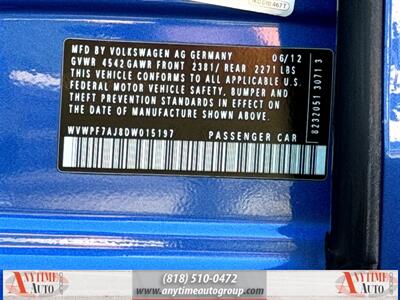 MFD BY VOLKSWAGEN AG GERMANY 06/12
GVWR 4542 GAWR FRONT 2381/ REAR 2271 LBS
THIS VEHICLE CONFORMS TO ALL APPLICABLE U.S.
FEDERAL MOTOR VEHICLE SAFETY, BUMPER AND
THEFT PREVENTION STANDARDS IN EFFECT ON THE
DATE OF MANUFACTURE SHOWN ABOVE.
WVWPF7AJ8DW015197 PASSENGER CAR
8232051 3071 3
ANYTIME
AUTO
(818) 510-0472
www.anytimeautogroup.com
ANYTIME
AUTO